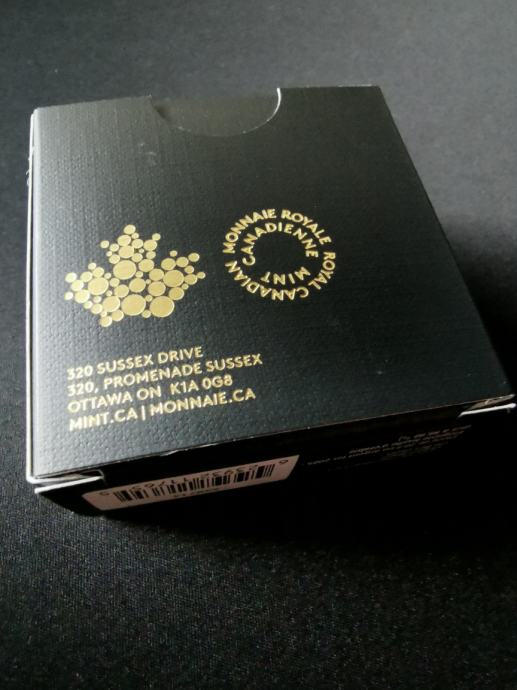 MONNAIE ROYALE CANADIENNE
ROYAL CANADIAN MINT
320 SUSSEX DRIVE
320, PROMENADE SUSSEX
OTTAWA ON K1A 0G8
MINT.CA | MONNAIE.CA